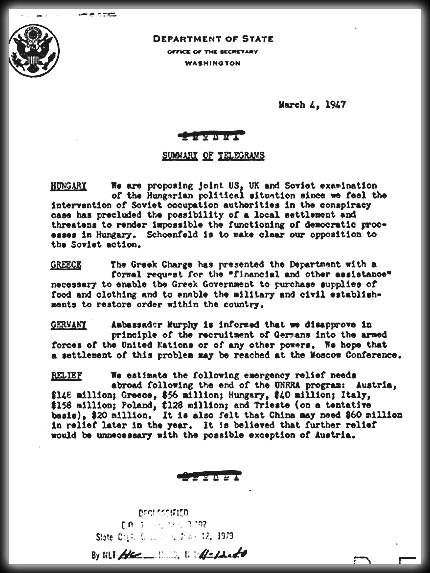 DEPARTMENT OF STATE
OFFICE OF THE SECRETARY
WASHINGTON
March 4, 1947
SUMMARY OF TELEGRAMS
HUNGARY We are proposing joint US, UK and Soviet examination
of the Hungarian political situation since we feel the
intervention of Soviet occupation authorities in the conspiracy
case has precluded the possibility of a local settlement and
threatens to render impossible the functioning of democratic proc-
esses in Hungary. Schoenfeld is to make clear our opposition to
the Soviet action.
GREECE The Greek Charge has presented the Department with a
formal request for the "financial and other assistance"
necessary to enable the Greek Government to purchase supplies of
food and clothing and to enable the military and civil establish-
ments to restore order within the country.
GERMANY Ambassador Murphy is informed that we disapprove in
principle of the recruitment of Germans into the armed
forces of the United Nations or of any other powers. We hope that
a settlement of this problem may be reached at the Moscow Conference.
RELIEF We estimate the following emergency relief needs
abroad following the end of the UNRRA program: Austria,
$148 million; Greece, $56 million; Hungary, $40 million; Italy,
$158 million; Poland, $128 million; and Trieste (on a tentative
basis), $20 million. It is also felt that China may need $60 million
in relief later in the year. It is believed that further relief
would be unnecessary with the possible exception of Austria.
DECLASSIFIED
E.O.
State 1979
By NLT